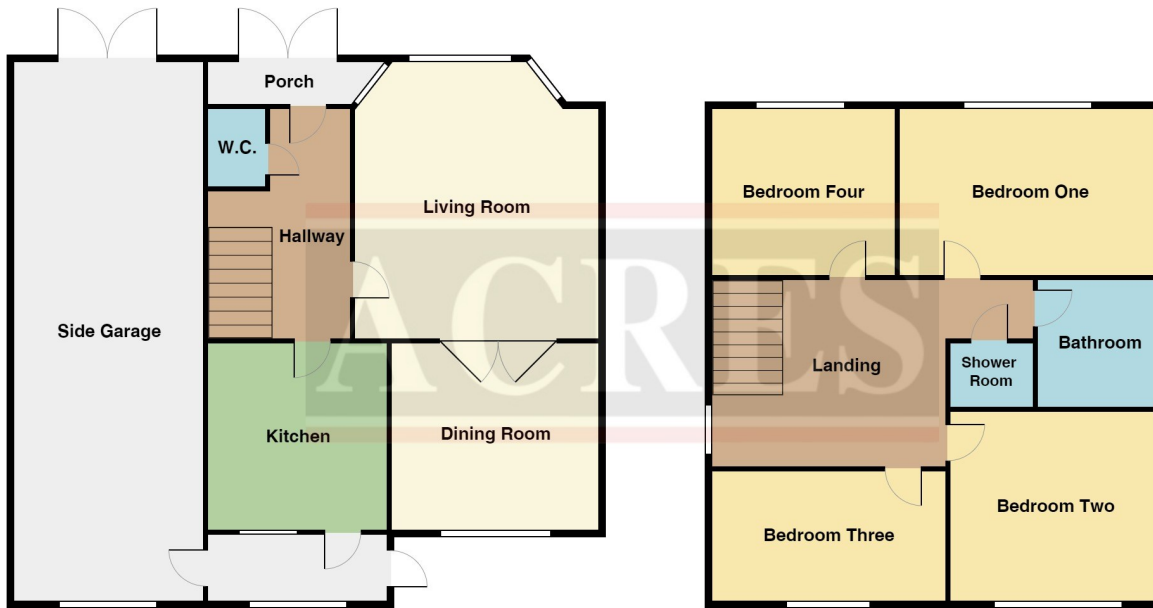 Porch
W.C.
Living Room
Hallway
Side Garage
Kitchen
Dining Room
ACRES
Bedroom Four
Bedroom One
Landing
Shower
Room
Bathroom
Bedroom Three
Bedroom Two